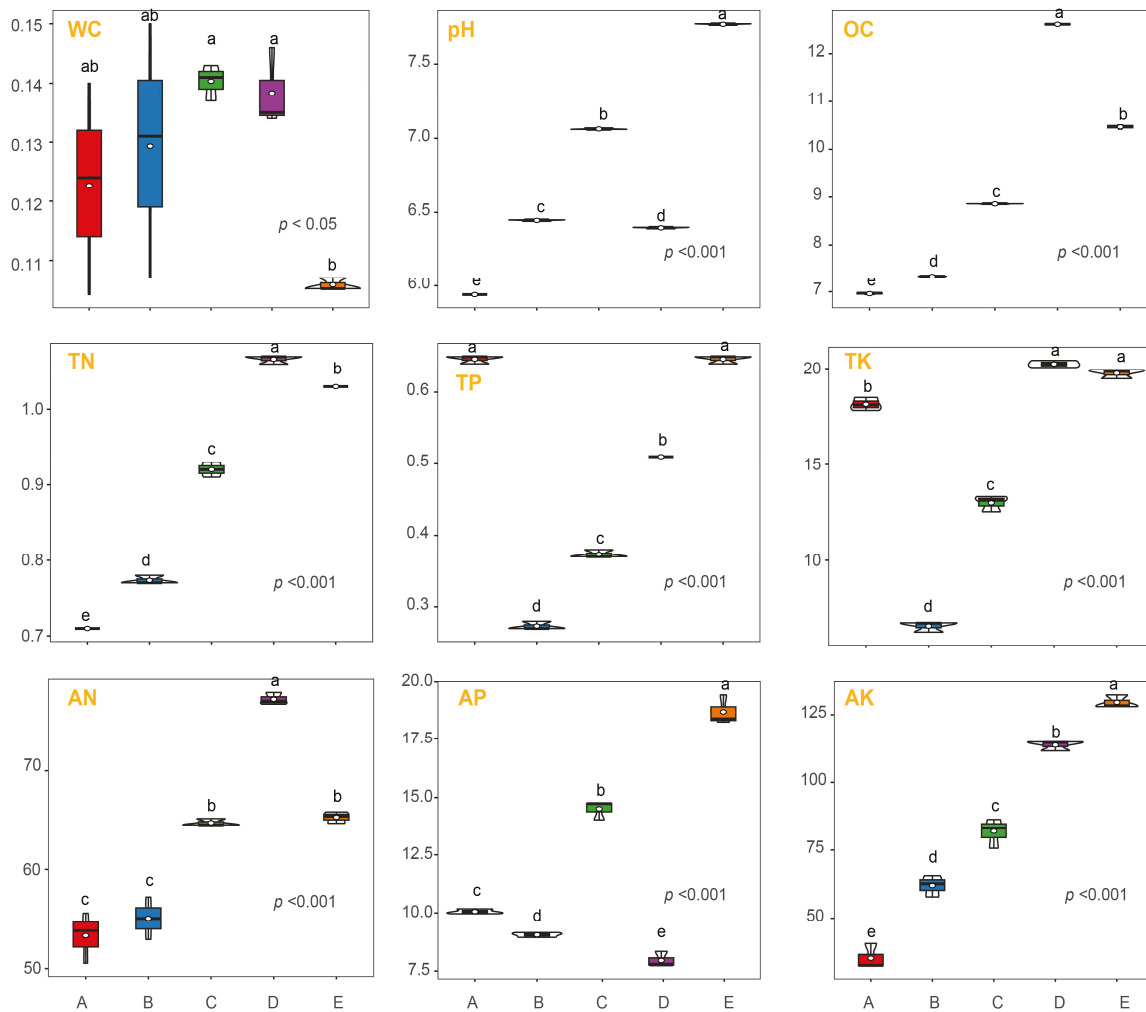 WC
0.15
0.14
0.13
0.12
0.11
ab
ab
a
a
b
p < 0.05
pH
7.5
7.0
6.5
6.0
e
c
b
d
a
p <0.001
OC
12
11
10
9
8
7
e
d
c
a
b
p <0.001
TN
1.0
0.9
0.8
0.7
e
d
c
a
b
p <0.001
TP
0.6
0.5
0.4
0.3
a
d
c
b
a
p <0.001
TK
20
15
10
b
d
c
a
a
p <0.001
AN
70
60
50
c
c
b
a
b
p <0.001
A B C D E
AP
20.0
17.5
15.0
12.5
10.0
7.5
c
d
b
e
a
p <0.001
A B C D E
AK
125
100
75
50
e
d
c
b
a
p <0.001
A B C D E